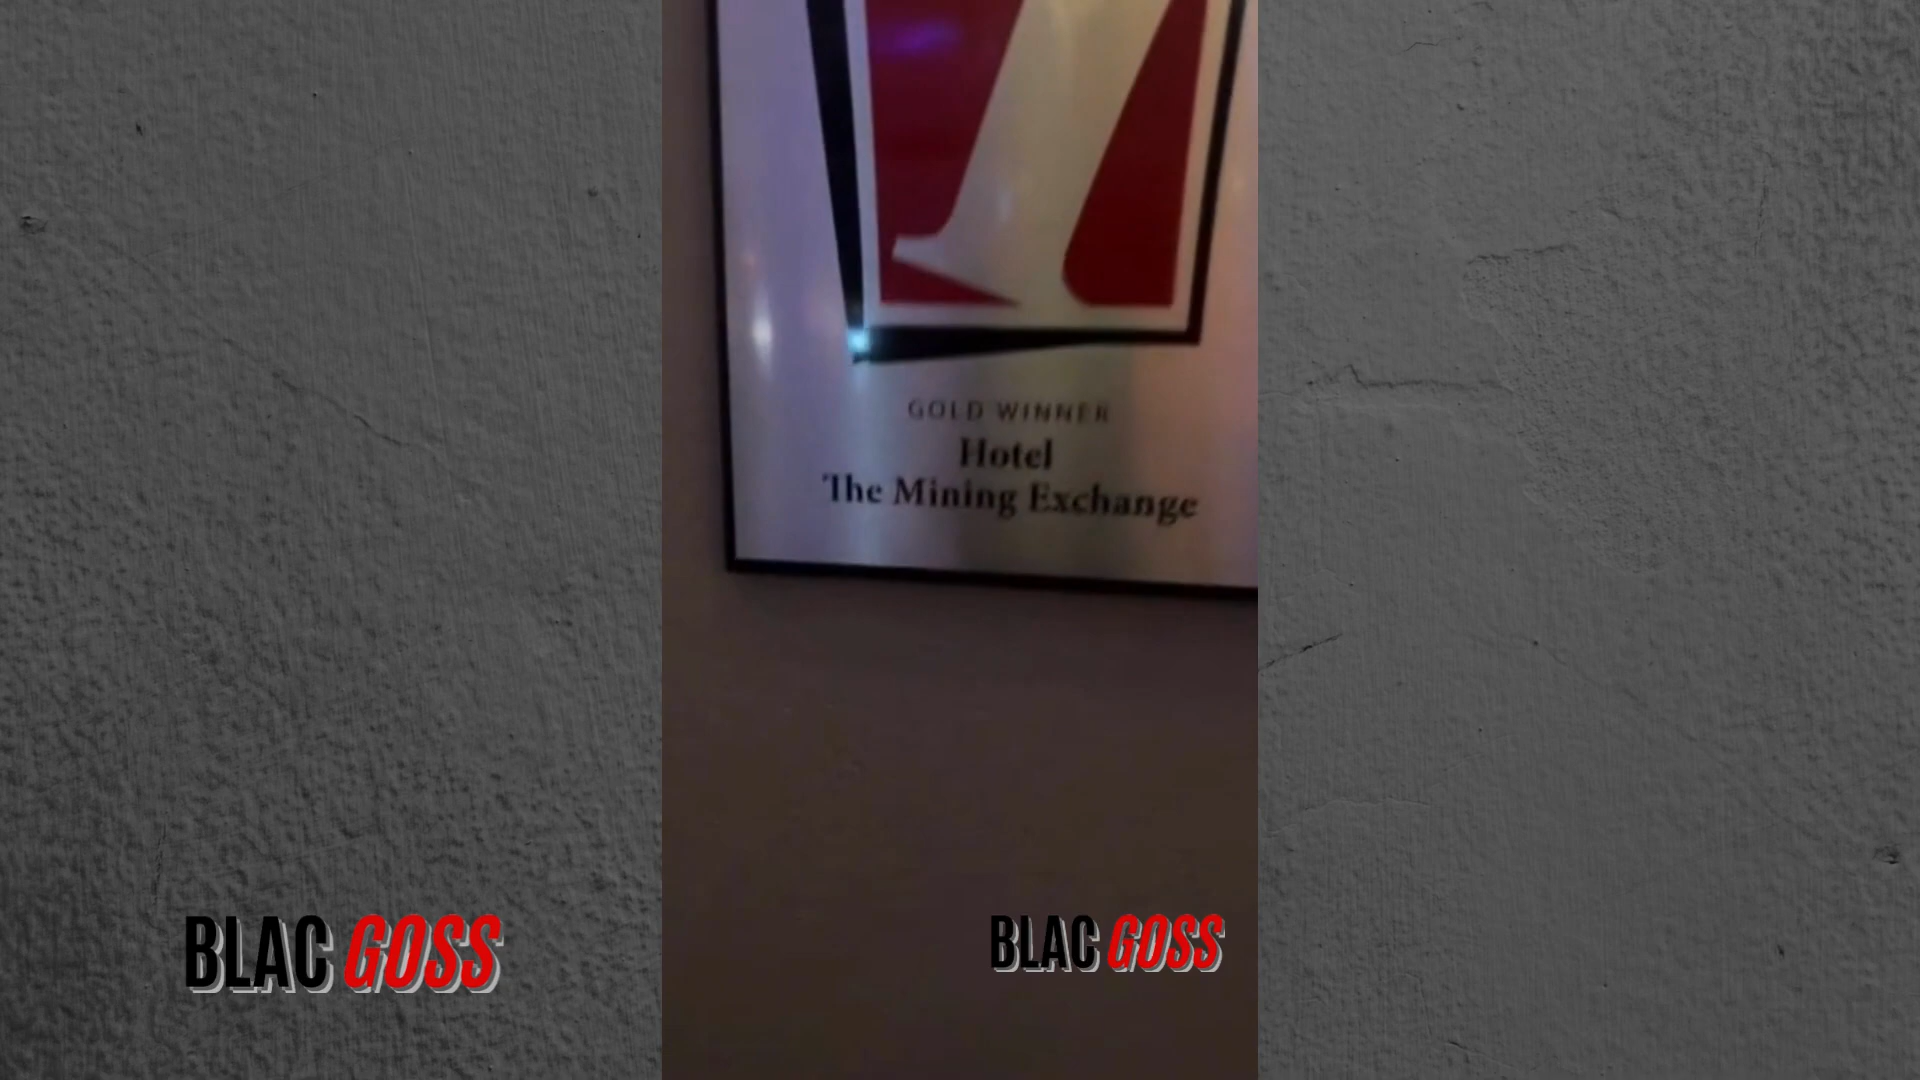 GOLD WINNER
Hotel
The Mining Exchange
BLAC GOSS
BLAC GOSS